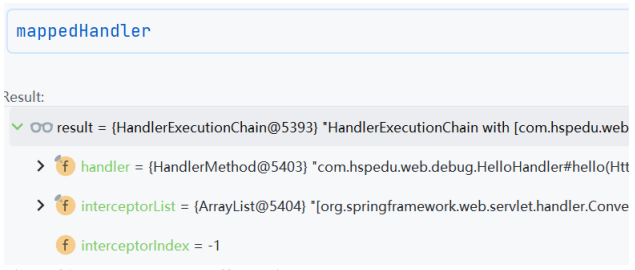 mappedHandler
Result:
result = {HandlerExecutionChain@5393} "HandlerExecutionChain with [com.hspedu.web
f handler = {HandlerMethod@5403} "com.hspedu.web.debug.HelloHandler#hello(Htt
f interceptorList = {ArrayList@5404} "[org.springframework.web.servlet.handler.Conve
f interceptorIndex = -1